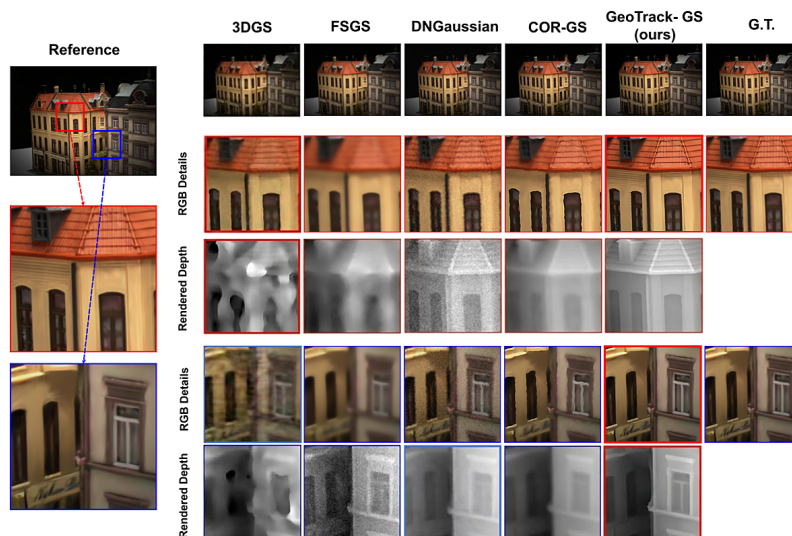 Reference
3DGS
FSGS
DNGaussian
COR-GS
GeoTrack- GS
(ours)
G.T.
RGB Details
Rendered Depth
RGB Details
Rendered Depth